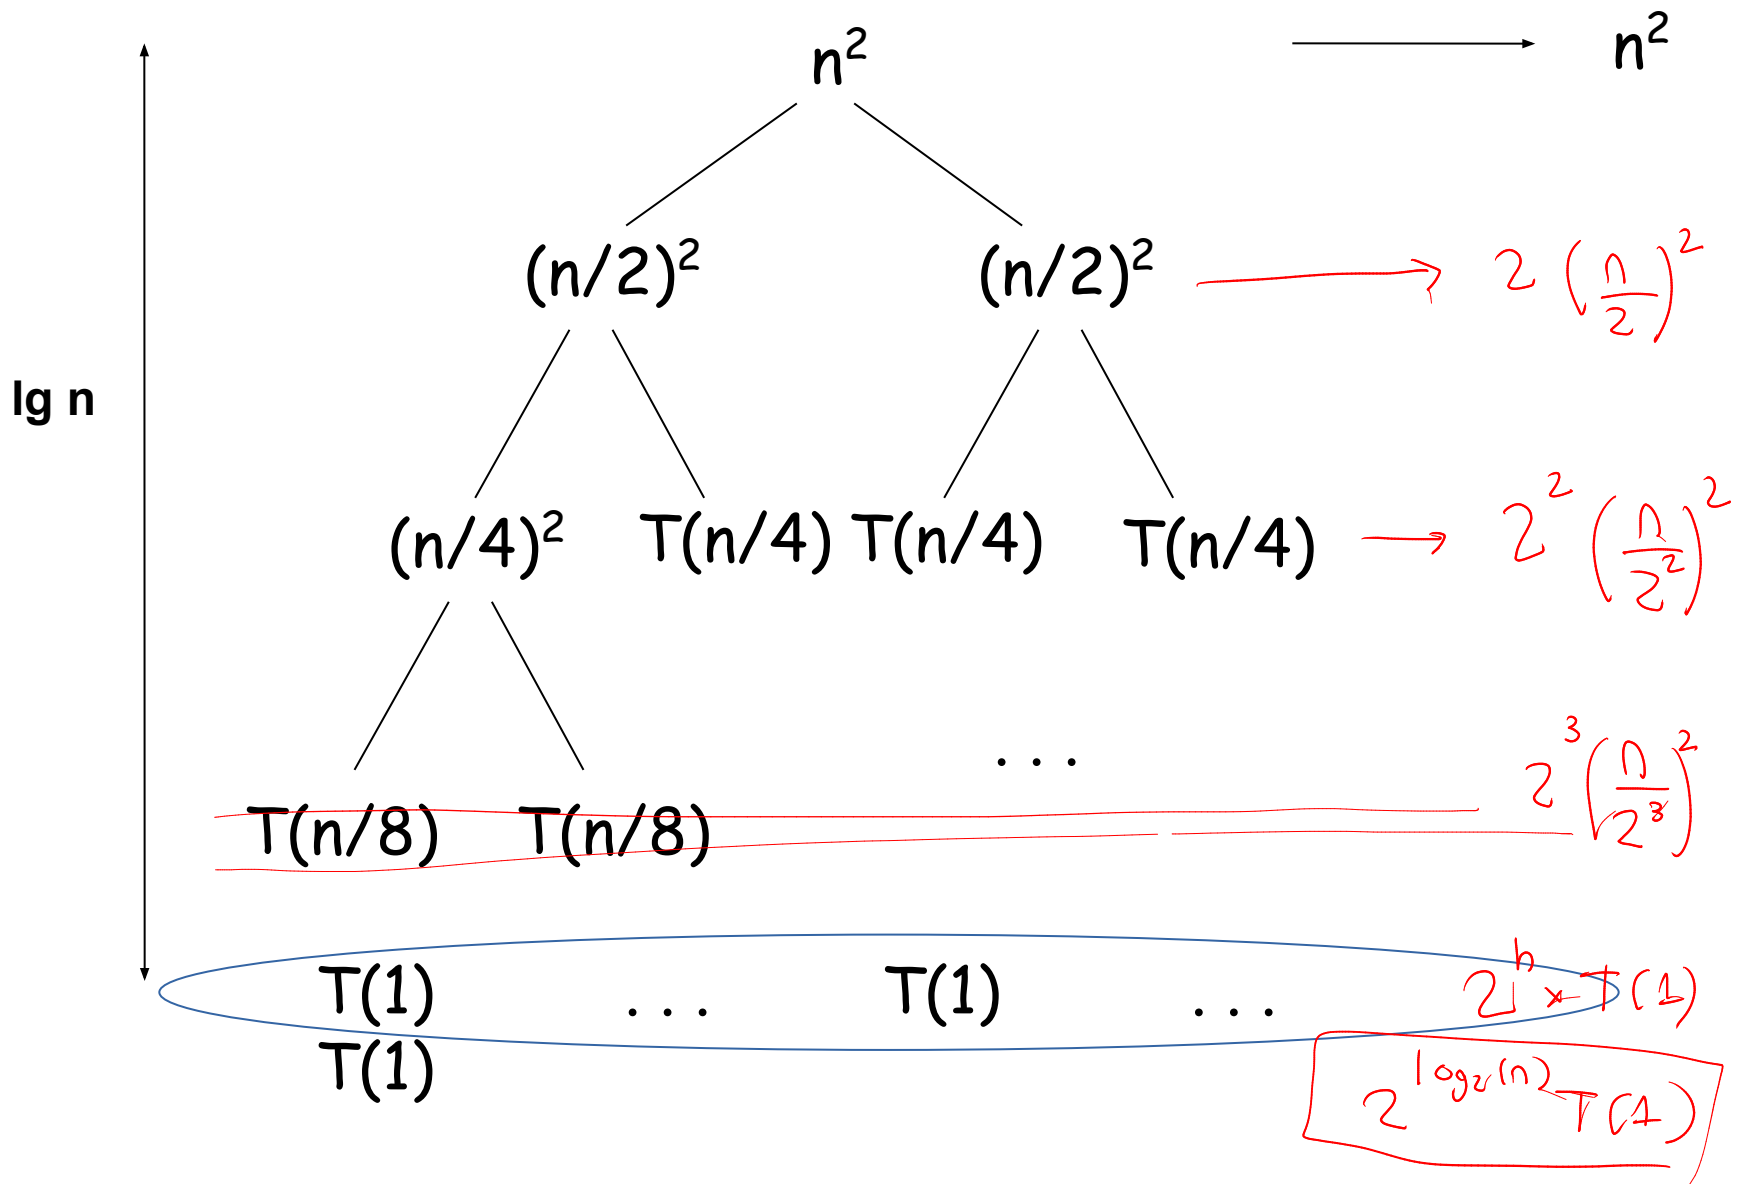 n² n²
(n/2)² (n/2)² 2 (n/2)²
lg n
(n/4)² T(n/4) T(n/4) T(n/4) 2² (n/2²)²
. . .
T(n/8) T(n/8) 2³ (n/2³)²
T(1) . . . T(1) . . . 2ʰ × T(1)
T(1)
2^log₂(n) T(1)